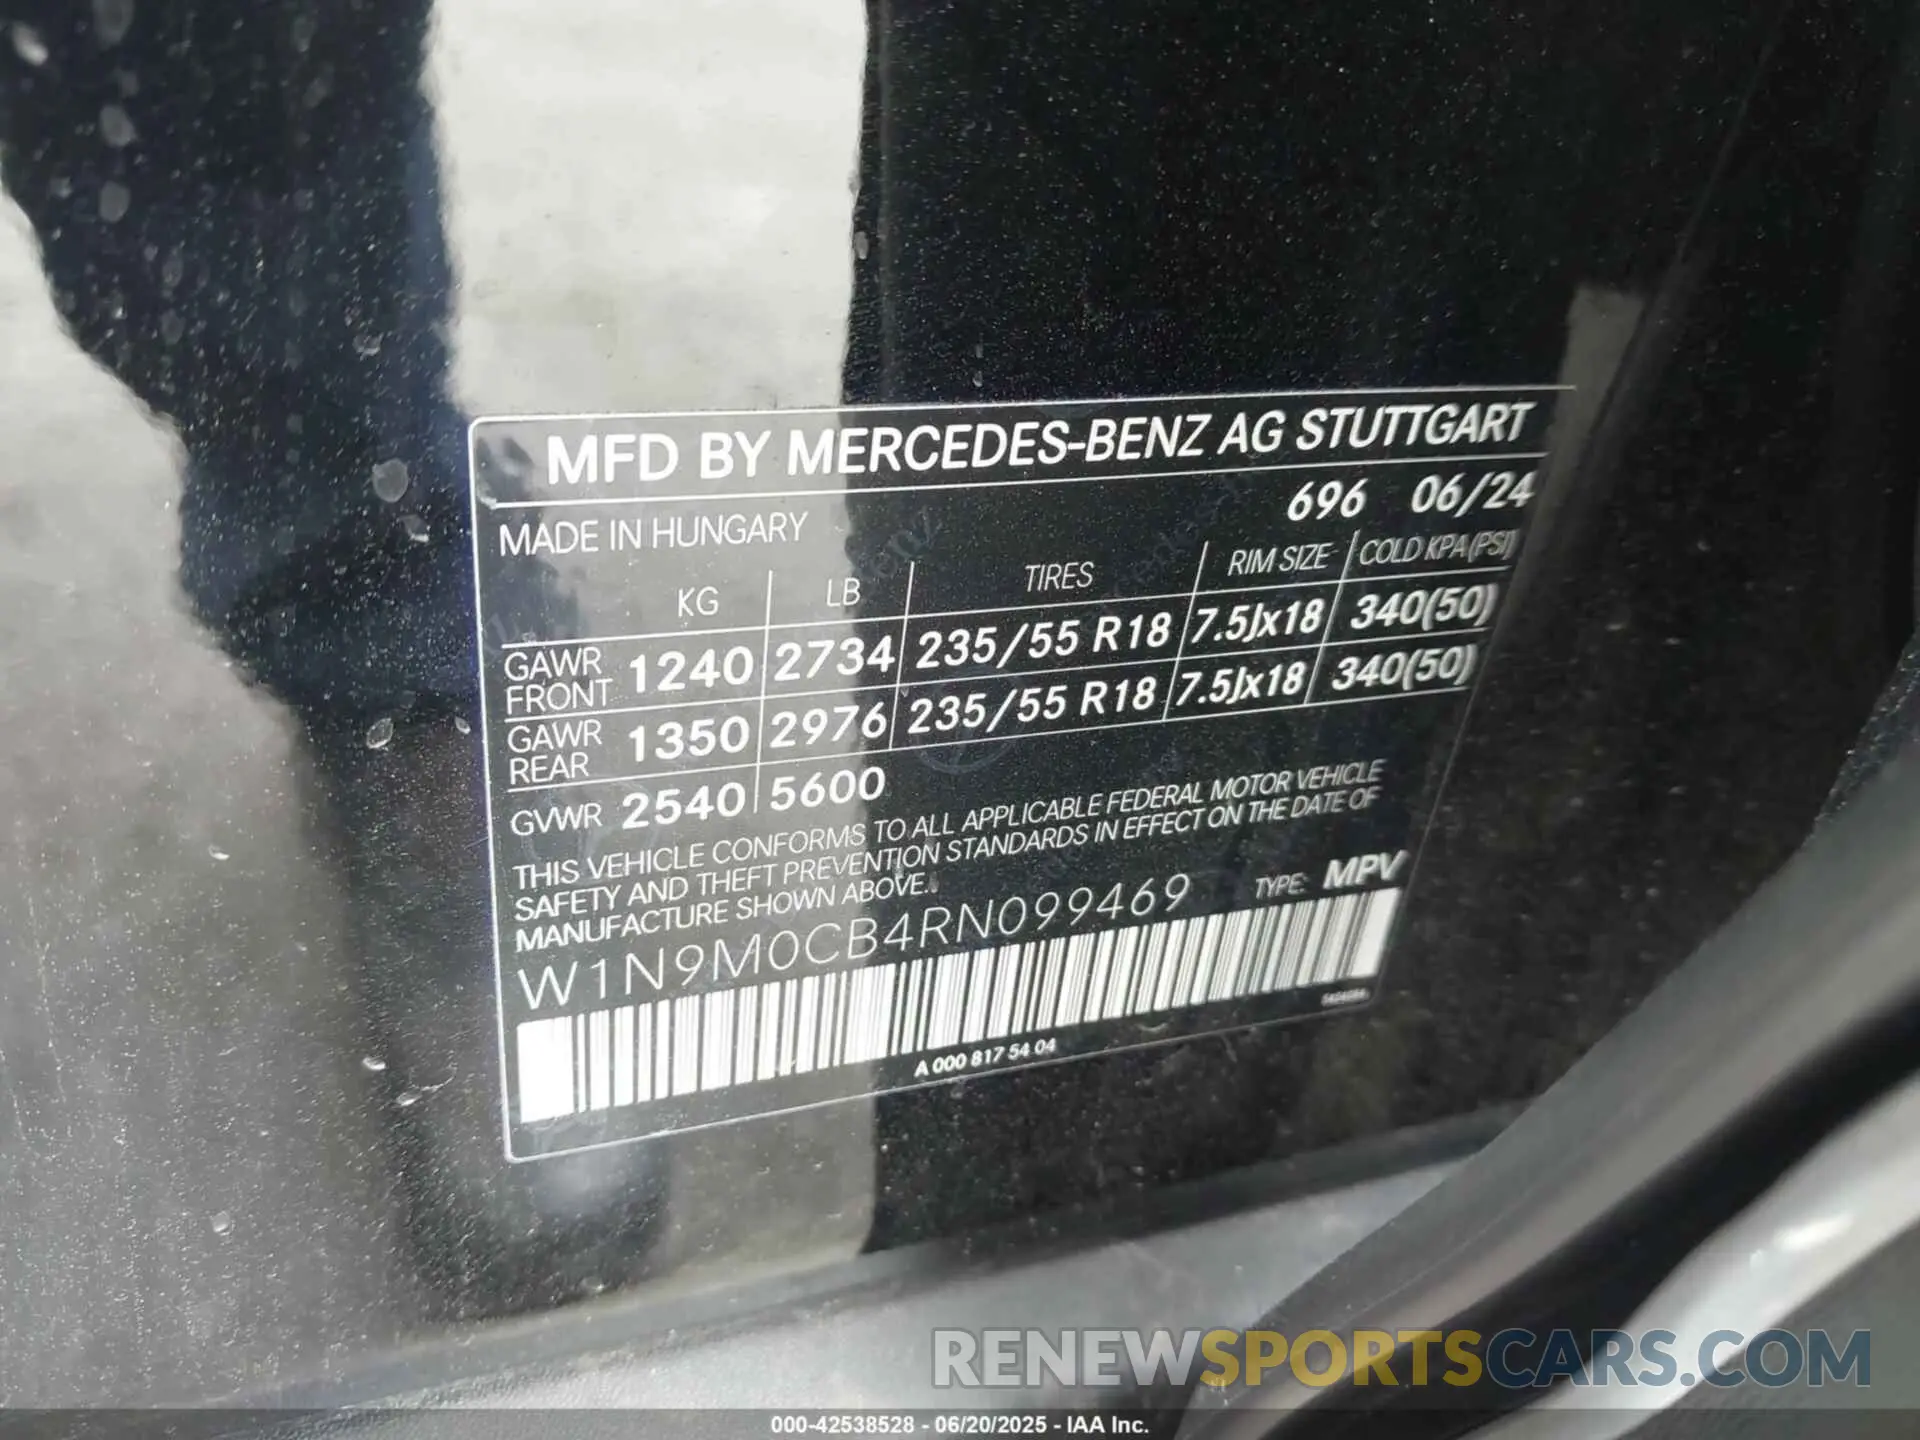 MFD BY MERCEDES-BENZ AG STUTTGART
696 06/24
MADE IN HUNGARY
KG LB TIRES RIM SIZE COLD KPA(PSI)
GAWR FRONT 1240 2734 235/55 R18 7.5Jx18 340(50)
GAWR REAR 1350 2976 235/55 R18 7.5Jx18 340(50)
GVWR 2540 5600
THIS VEHICLE CONFORMS TO ALL APPLICABLE FEDERAL MOTOR VEHICLE
SAFETY AND THEFT PREVENTION STANDARDS IN EFFECT ON THE DATE OF
MANUFACTURE SHOWN ABOVE.
TYPE: MPV
W1N9M0CB4RN099469
A 000 817 54 04
RENEWSPORTSCARS.COM
000-42538528 - 06/20/2025 - IAA Inc.